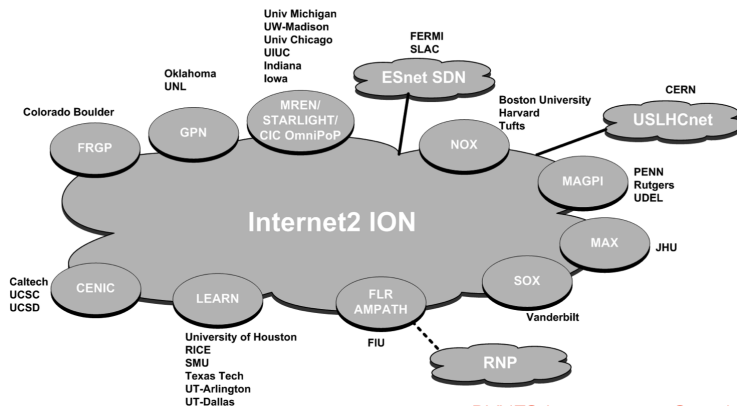 Univ Michigan
UW-Madison
Univ Chicago
UIUC
Indiana
Iowa
FERMI
SLAC
ESnet SDN
Oklahoma
UNL
Colorado Boulder
FRGP
GPN
MREN/
STARLIGHT/
CIC OmniPoP
Boston University
Harvard
Tufts
NOX
CERN
USLHCnet
MAGPI
PENN
Rutgers
UDEL
Internet2 ION
MAX
JHU
Caltech
UCSC
UCSD
CENIC
LEARN
FLR
AMPATH
SOX
Vanderbilt
FIU
RNP
University of Houston
RICE
SMU
Texas Tech
UT-Arlington
UT-Dallas